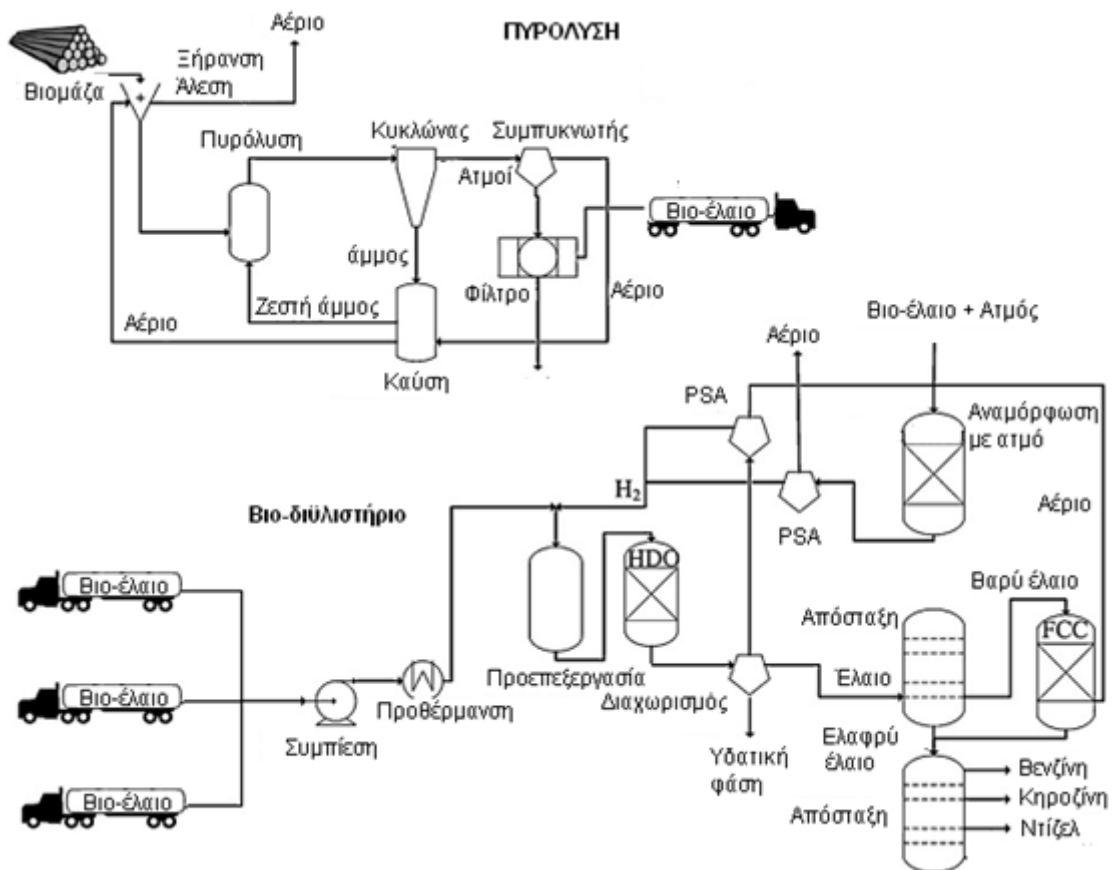 ΠΥΡΟΛΥΣΗ
Αέριο
Ξήρανση
Άλεση
Βιομάζα
Πυρόλυση
Κυκλώνας
Συμπυκνωτής
Ατμοί
Βιο-έλαιο
άμμος
Φίλτρο
Αέριο
Ζεστή άμμος
Αέριο
Καύση
Βιο-έλαιο + Ατμός
Αέριο
PSA
Αναμόρφωση
με ατμό
H2
PSA
Αέριο
Βιο-διϋλιστήριο
HDO
Βιο-έλαιο
Βαρύ έλαιο
Απόσταξη
FCC
Προεπεξεργασία
Έλαιο
Βιο-έλαιο
Προθέρμανση
Διαχωρισμός
Συμπίεση
Υδατική
φάση
Ελαφρύ
έλαιο
Βενζίνη
Βιο-έλαιο
Κηροζίνη
Απόσταξη
Ντίζελ